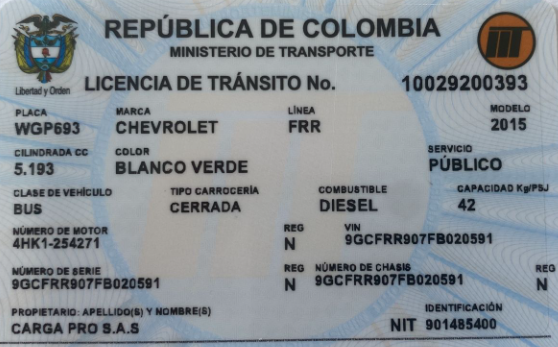 REPÚBLICA DE COLOMBIA
MINISTERIO DE TRANSPORTE
Libertad y Orden
LICENCIA DE TRÁNSITO No. 10029200393
PLACA MARCA LÍNEA MODELO
WGP693 CHEVROLET FRR 2015
CILINDRADA CC COLOR SERVICIO
5.193 BLANCO VERDE PÚBLICO
CLASE DE VEHÍCULO TIPO CARROCERÍA COMBUSTIBLE CAPACIDAD Kg/PSJ
BUS CERRADA DIESEL 42
NÚMERO DE MOTOR REG VIN
4HK1-254271 N 9GCFRR907FB020591
NÚMERO DE SERIE REG NÚMERO DE CHASIS REG
9GCFRR907FB020591 N 9GCFRR907FB020591 N
PROPIETARIO: APELLIDO(S) Y NOMBRE(S) IDENTIFICACIÓN
CARGA PRO S.A.S NIT 901485400